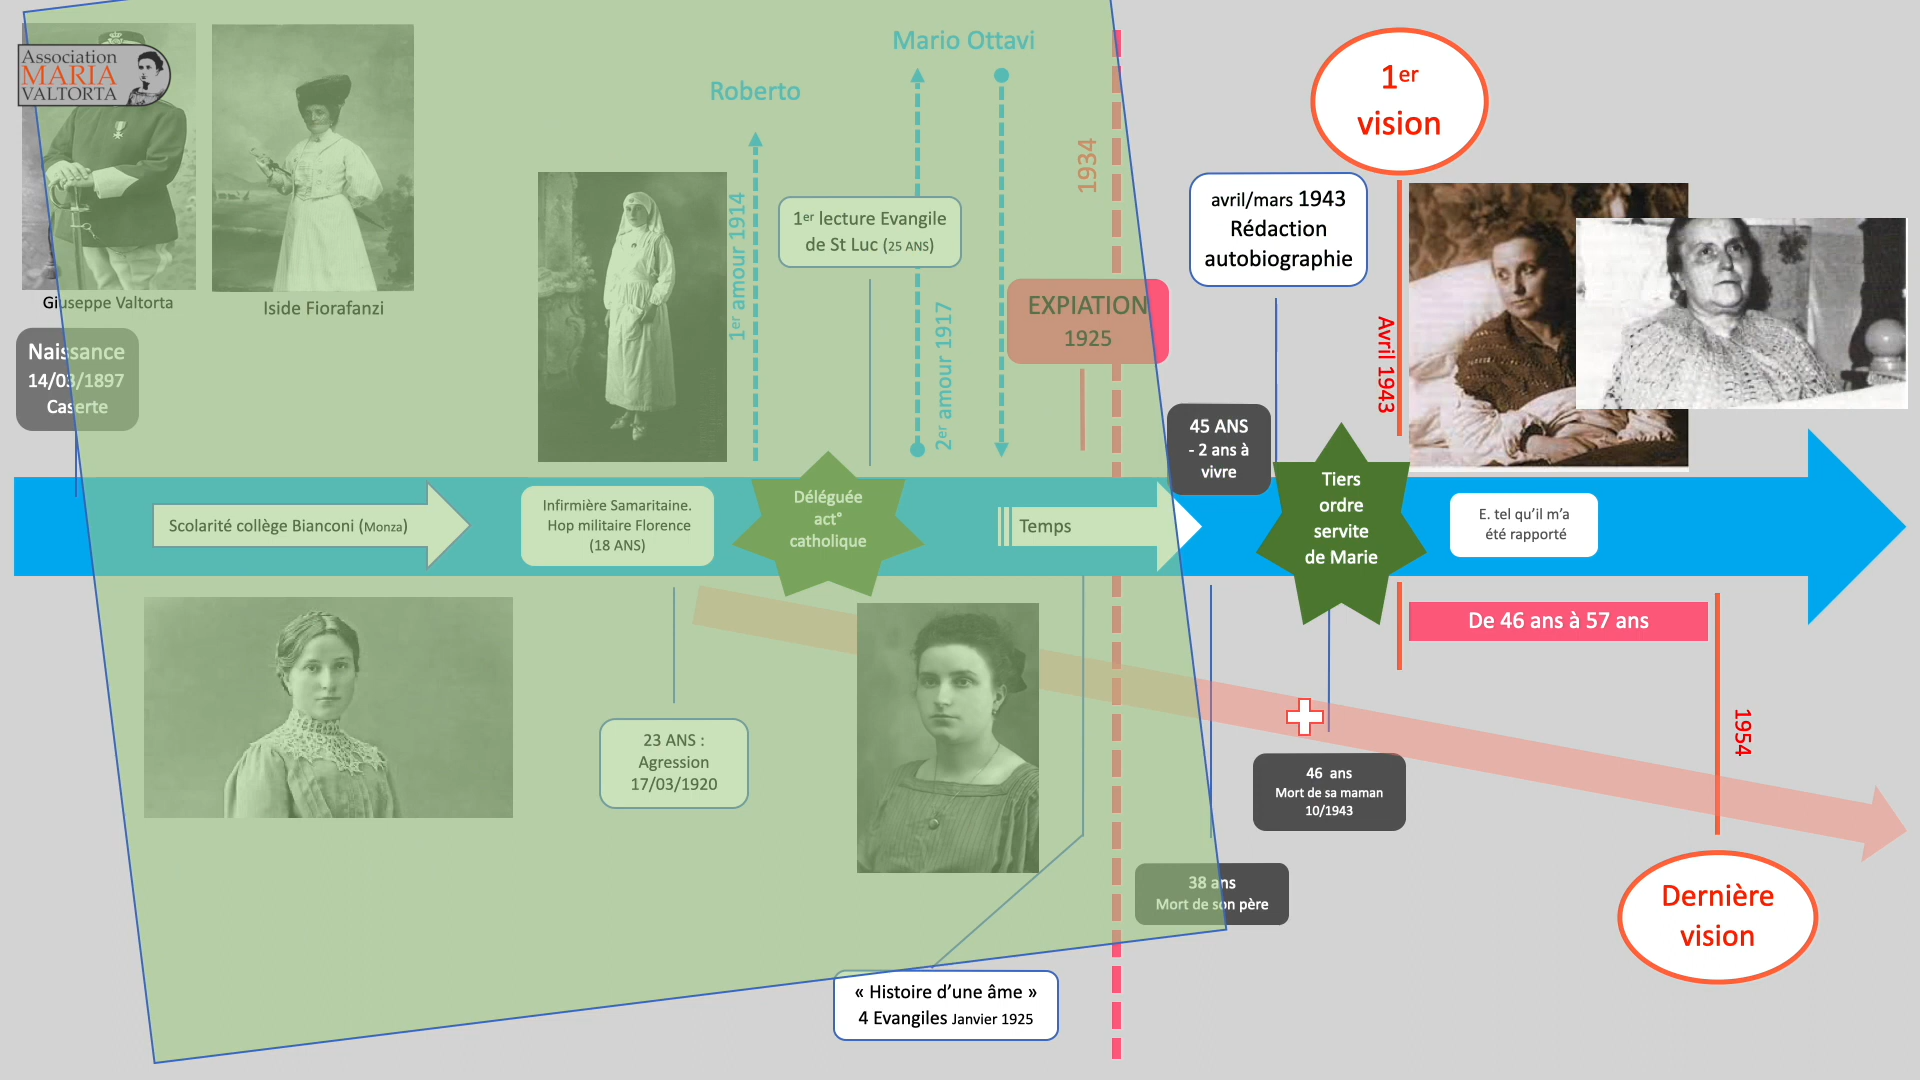 Association
MARIA
VALTORTA
Giuseppe Valtorta
Iside Fiorafanzi
Naissance
14/03/1897
Caserte
Roberto
1er amour 1914
Mario Ottavi
2er amour 1917
1er lecture Evangile
de St Luc (25 ANS)
1934
EXPIATION
1925
avril/mars 1943
Rédaction
autobiographie
1er
vision
Avril 1943
45 ANS
- 2 ans à
vivre
Scolarité collège Bianconi (Monza)
Infirmière Samaritaine.
Hop militaire Florence
(18 ANS)
Déléguée
act°
catholique
Temps
Tiers
ordre
servite
de Marie
E. tel qu’il m’a
été rapporté
De 46 ans à 57 ans
23 ANS :
Agression
17/03/1920
46 ans
Mort de sa maman
10/1943
1954
38 ans
Mort de son père
Dernière
vision
« Histoire d’une âme »
4 Evangiles Janvier 1925